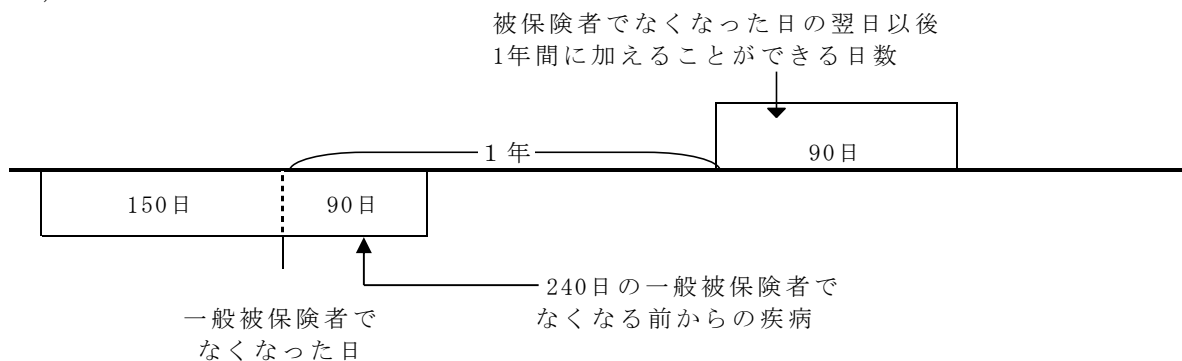 被保険者でなくなった日の翌日以後
1年間に加えることができる日数
1年
90日
150日
90日
240日の一般被保険者で
なくなる前からの疾病
一般被保険者で
なくなった日